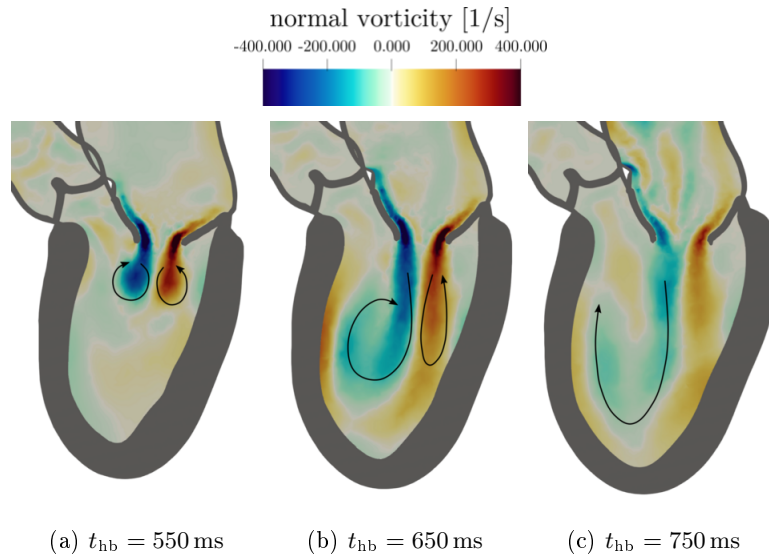 normal vorticity [1/s]
-400.000 -200.000 0.000 200.000 400.000
(a) t_hb = 550 ms (b) t_hb = 650 ms (c) t_hb = 750 ms